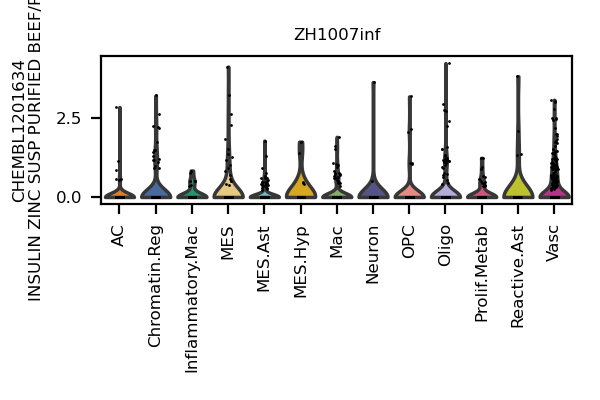 ZH1007inf
CHEMBL1201634
INSULIN ZINC SUSP PURIFIED
2.5
0.0
AC
Chromatin.Reg
Inflammatory.Mac
MES
MES.Ast
MES.Hyp
Mac
Neuron
OPC
Oligo
Prolif.Metab
Reactive.Ast
Vasc